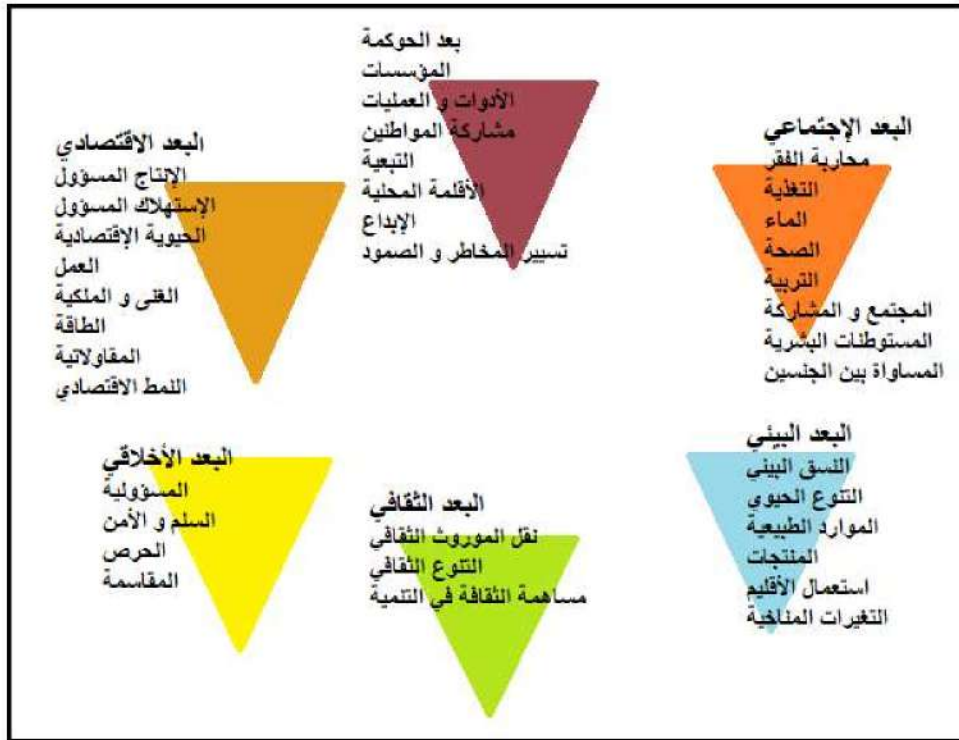 بعد الحوكمة
المؤسسات
الأدوات و العمليات
مشاركة المواطنين
التبعية
الأقلمة المحلية
الإبداع
تسيير المخاطر و الصمود
البعد الإجتماعي
محاربة الفقر
التغذية
الماء
الصحة
التربية
المجتمع و المشاركة
المستوطنات البشرية
المساواة بين الجنسين
البعد الاقتصادي
الإنتاج المسؤول
الإستهلاك المسؤول
الحيوية الإقتصادية
العمل
الغنى و الملكية
الطاقة
المقاولاتية
النمط الاقتصادي
البعد البيئي
النسق البيئي
التنوع الحيوي
الموارد الطبيعية
المنتجات
استعمال الأقليم
التغيرات المناخية
البعد الثقافي
نقل الموروث الثقافي
التنوع الثقافي
مساهمة الثقافة في التنمية
البعد الأخلاقي
المسؤولية
السلم و الأمن
الحرص
المقاسمة